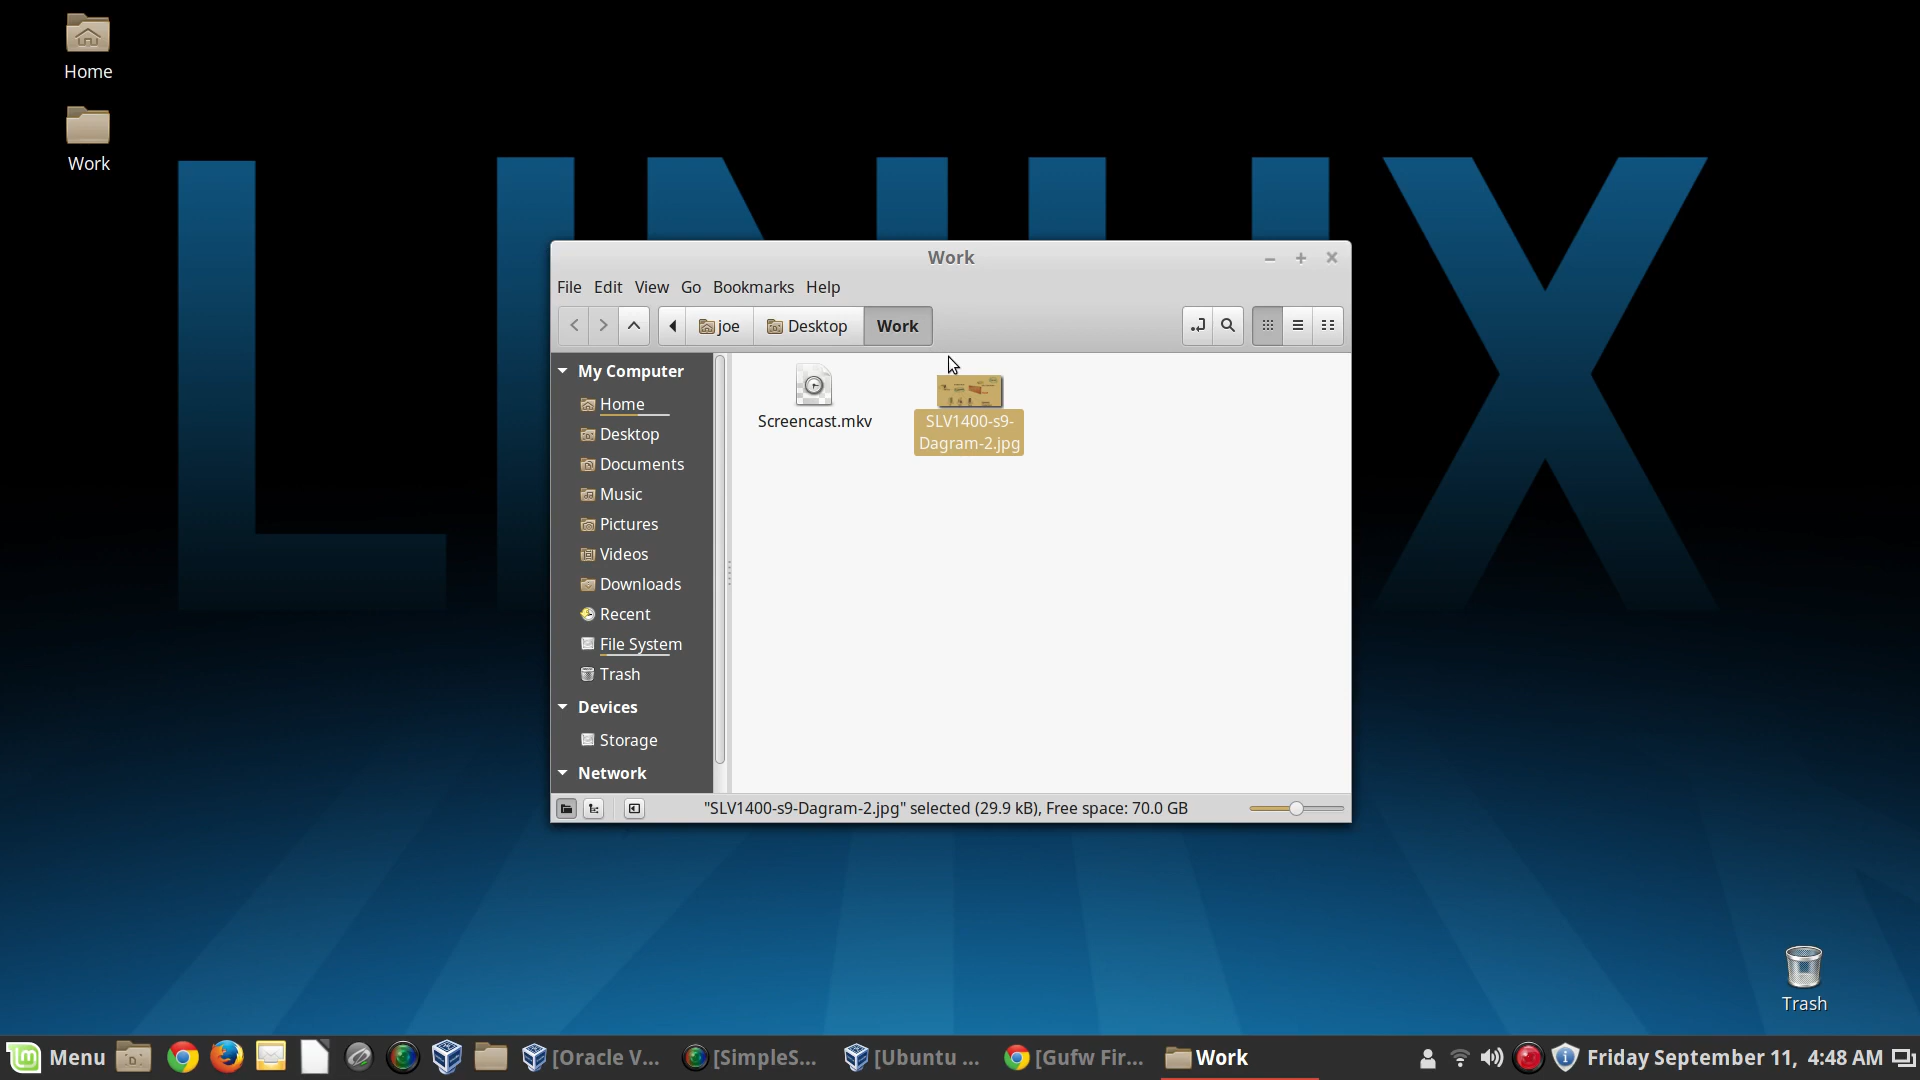 Home
Work
LINUX
Work
File Edit View Go Bookmarks Help
joe Desktop Work
My Computer
Home
Desktop
Documents
Music
Pictures
Videos
Downloads
Recent
File System
Trash
Devices
Storage
Network
Screencast.mkv
SLV1400-s9-
Dagram-2.jpg
"SLV1400-s9-Dagram-2.jpg" selected (29.9 kB), Free space: 70.0 GB
Trash
Menu [Oracle V... [SimpleS... [Ubuntu ... [Gufw Fir... Work Friday September 11, 4:48 AM